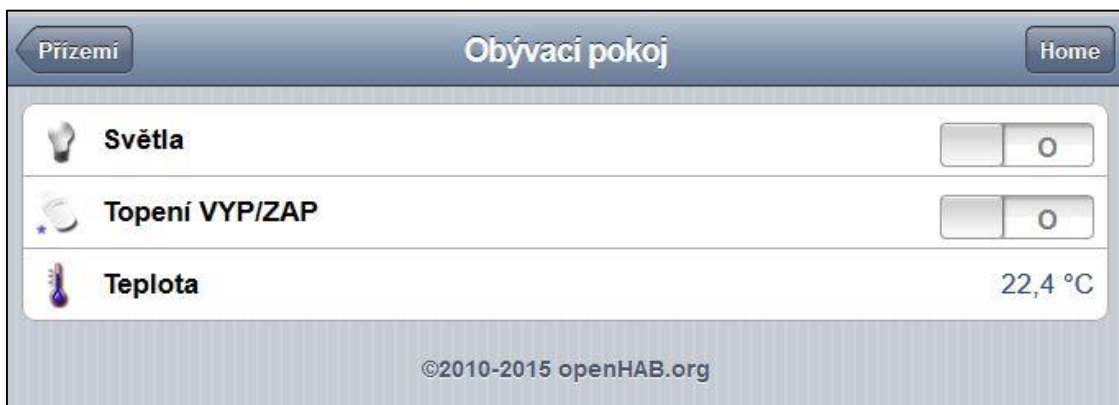 Přízemí
Obývací pokoj
Home
Světla
O
Topení VYP/ZAP
O
Teplota
22,4 °C
©2010-2015 openHAB.org